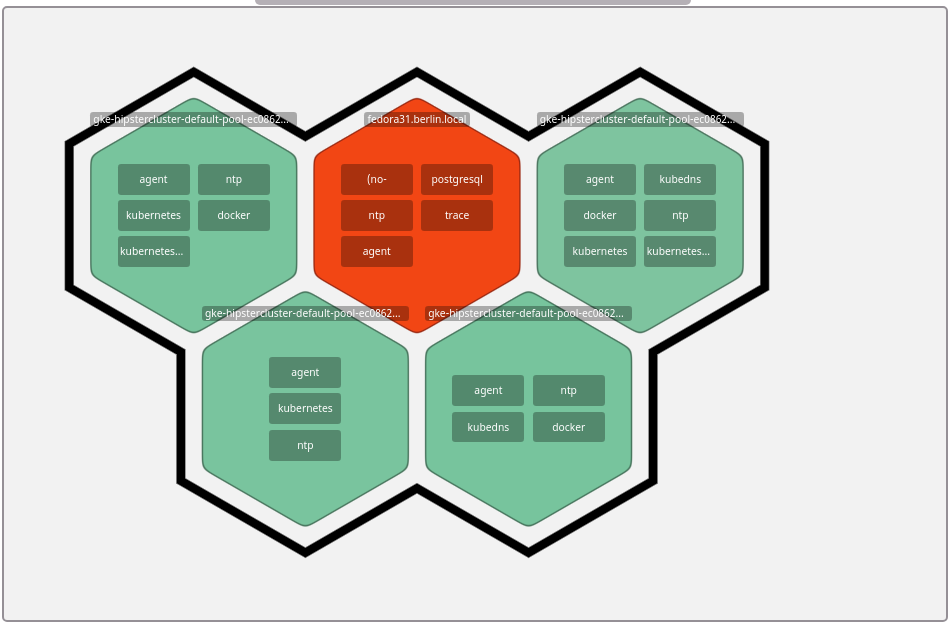 gke-hipstercluster-default-pool-ec0862...
agent
ntp
kubernetes
docker
kubernetes...
fedora31.berlin.local
(no-
postgresql
ntp
trace
agent
gke-hipstercluster-default-pool-ec0862...
agent
kubedns
docker
ntp
kubernetes
kubernetes...
gke-hipstercluster-default-pool-ec0862...
agent
kubernetes
ntp
gke-hipstercluster-default-pool-ec0862...
agent
ntp
kubedns
docker